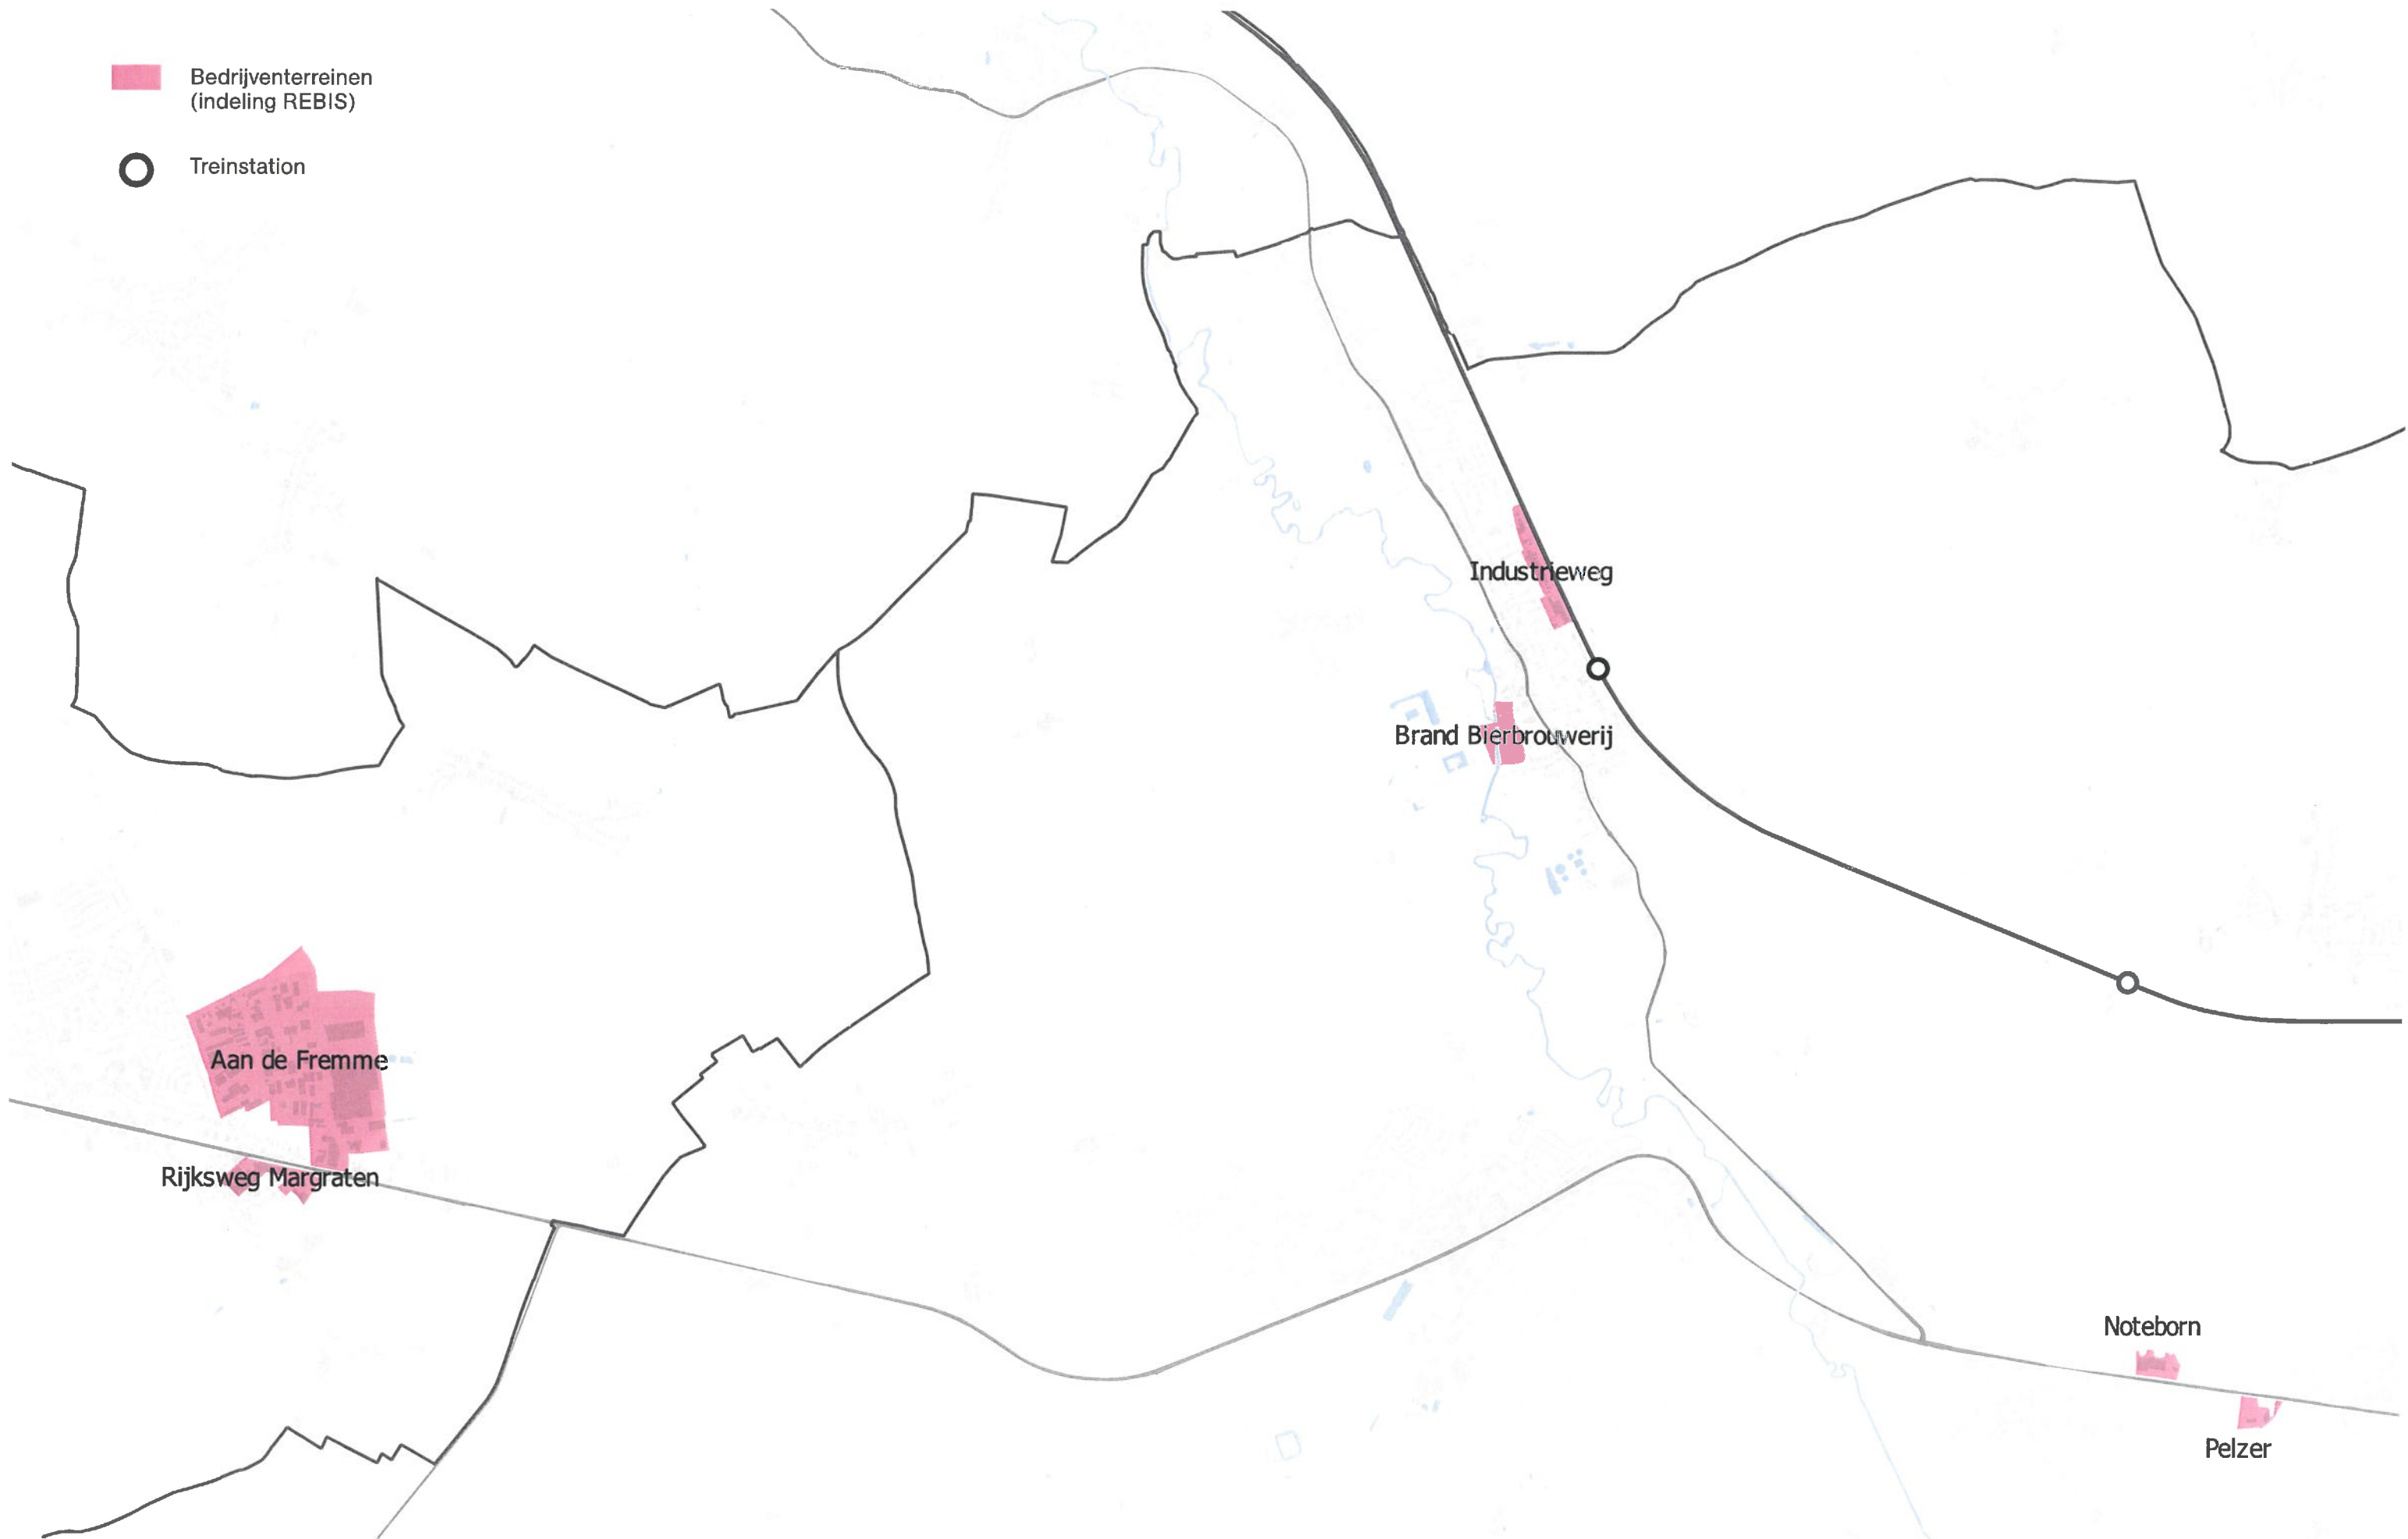 Bedrijventerreinen
(indeling REBIS)
Treinstation
Industrieweg
Brand Bierbrouwerij
Aan de Fremme
Rijksweg Margraten
Noteborn
Pelzer